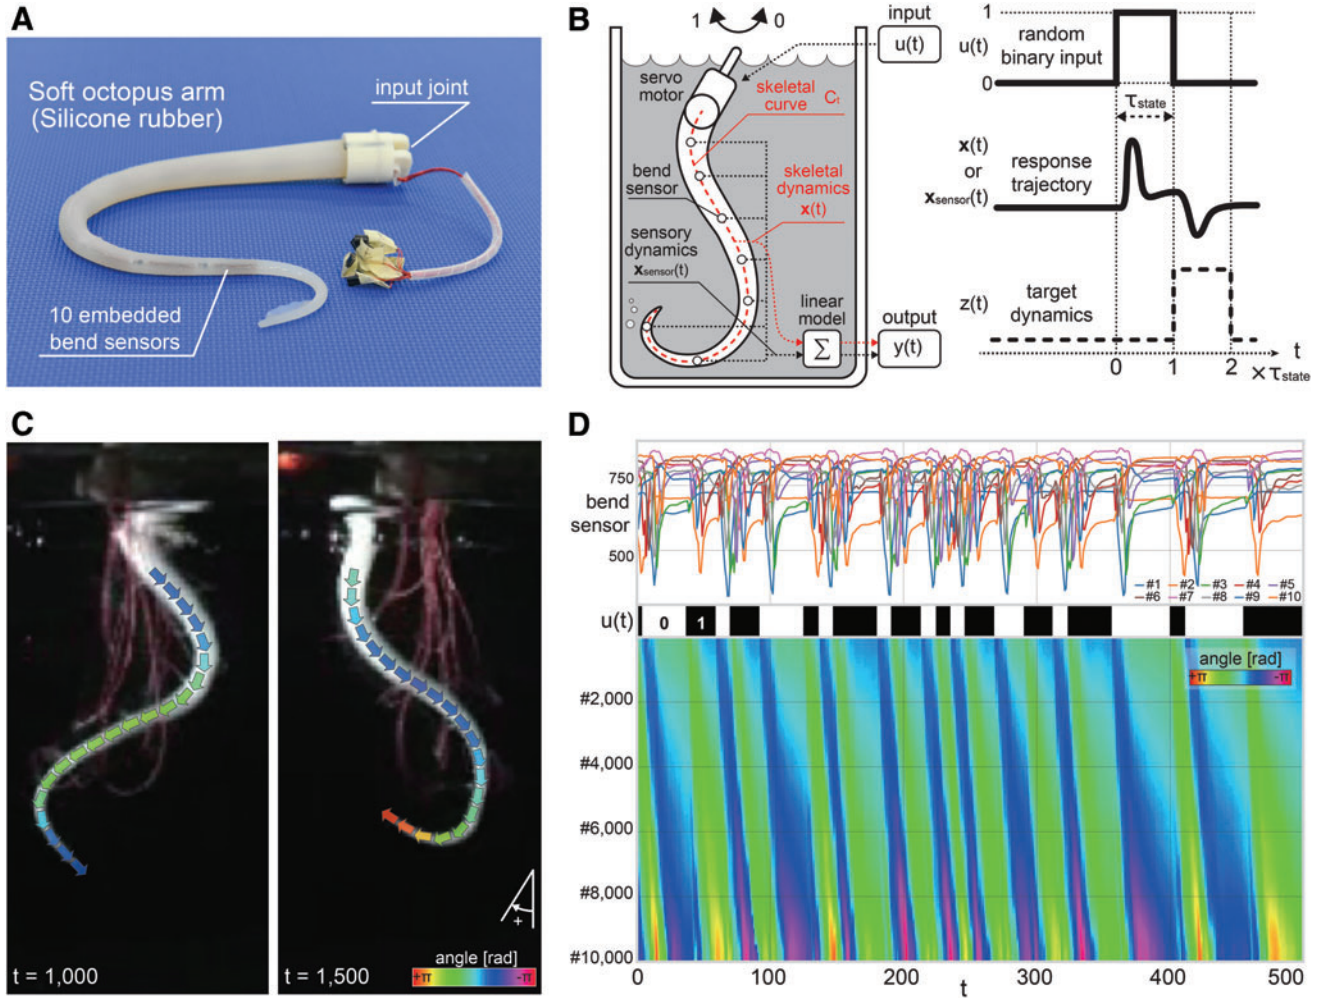 A
Soft octopus arm
(Silicone rubber)
input joint
10 embedded
bend sensors
B
1
0
input
u(t)
servo
motor
skeletal
curve Ct
bend
sensor
skeletal
dynamics
x(t)
sensory
dynamics
xsensor(t)
linear
model
Σ
output
y(t)
1
u(t)
0
random
binary input
τstate
x(t)
or
xsensor(t)
response
trajectory
z(t)
target
dynamics
t
0 1 2 ×τstate
C
t = 1,000
+
t = 1,500
angle [rad]
+π -π
D
750
bend
sensor
500
#1 #2 #3 #4 #5
#6 #7 #8 #9 #10
u(t)
0 1
angle [rad]
+π -π
#2,000
#4,000
#6,000
#8,000
#10,000
0 100 200 300 400 500
t